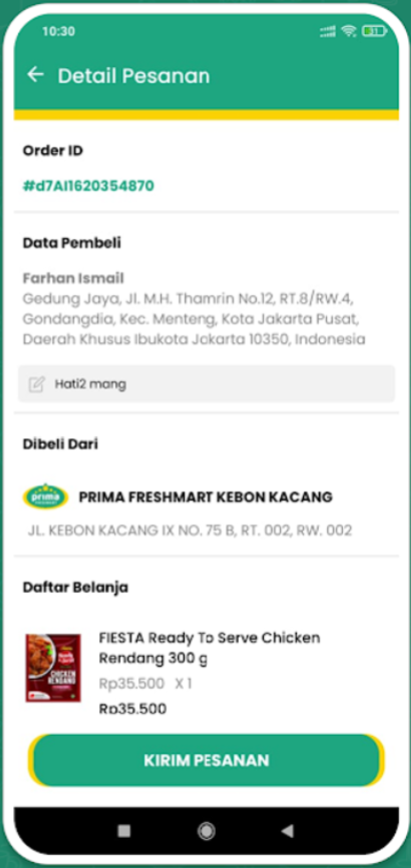 10:30
31
Detail Pesanan
Order ID
#d7AI1620354870
Data Pembeli
Farhan Ismail
Gedung Jaya, Jl. M.H. Thamrin No.12, RT.8/RW.4,
Gondangdia, Kec. Menteng, Kota Jakarta Pusat,
Daerah Khusus Ibukota Jakarta 10350, Indonesia
Hati2 mang
Dibeli Dari
prima
PRIMA FRESHMART KEBON KACANG
JL. KEBON KACANG IX NO. 75 B, RT. 002, RW. 002
Daftar Belanja
FIESTA Ready To Serve Chicken
Rendang 300 g
CHICKEN
RENDANG
Rp35.500 X 1
Rp35.500
KIRIM PESANAN